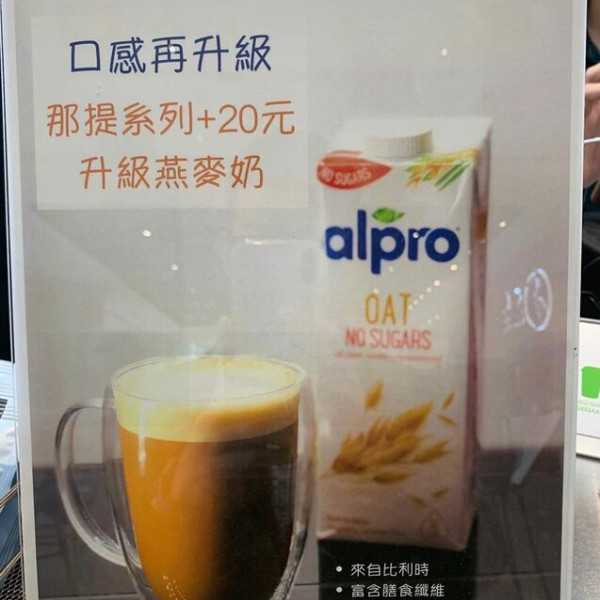 口感再升級
那提系列+20元
升級燕麥奶
NO SUGARS
alpro
OAT
NO SUGARS
• 來自比利時
• 富含膳食纖維